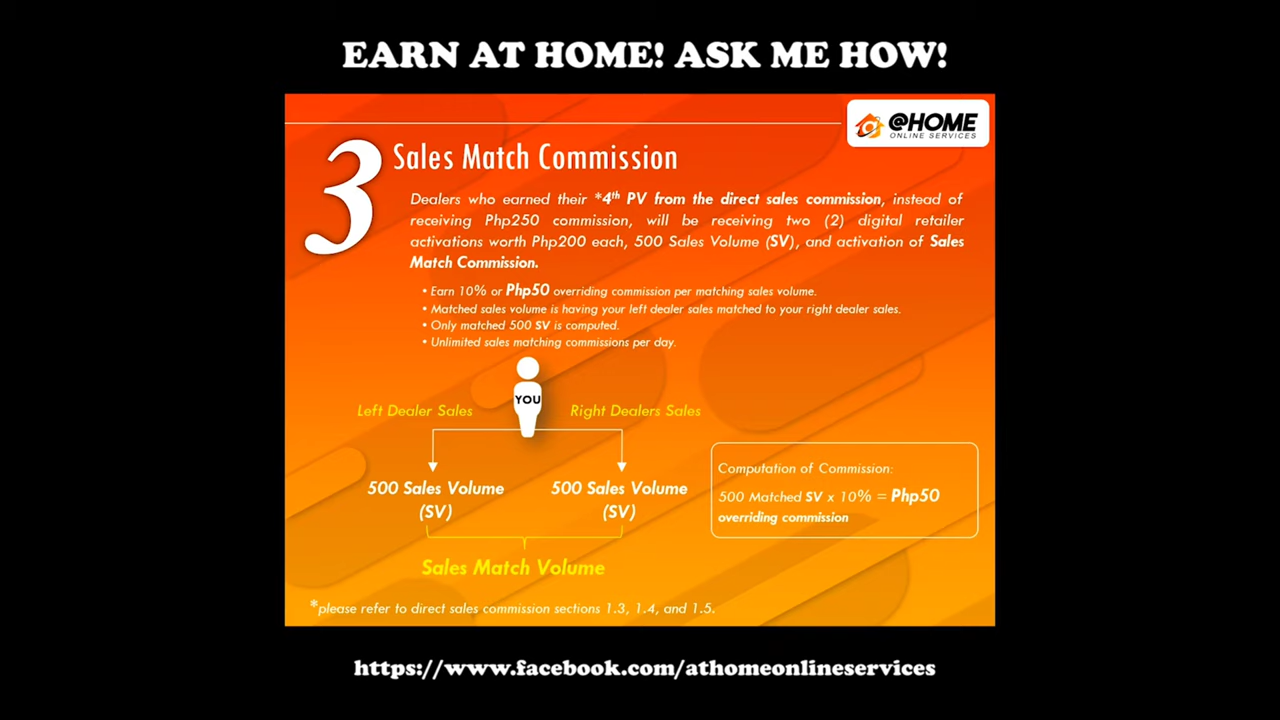 EARN AT HOME! ASK ME HOW!
@HOME
ONLINE SERVICES
3
Sales Match Commission
Dealers who earned their *4th PV from the direct sales commission, instead of
receiving Php250 commission, will be receiving two (2) digital retailer
activations worth Php200 each, 500 Sales Volume (SV), and activation of Sales
Match Commission.
• Earn 10% or Php50 overriding commission per matching sales volume.
• Matched sales volume is having your left dealer sales matched to your right dealer sales.
• Only matched 500 SV is computed.
• Unlimited sales matching commissions per day.
YOU
Left Dealer Sales
Right Dealers Sales
500 Sales Volume
(SV)
500 Sales Volume
(SV)
Sales Match Volume
Computation of Commission:
500 Matched SV x 10% = Php50
overriding commission
*please refer to direct sales commission sections 1.3, 1.4, and 1.5.
https://www.facebook.com/athomeonlineservices